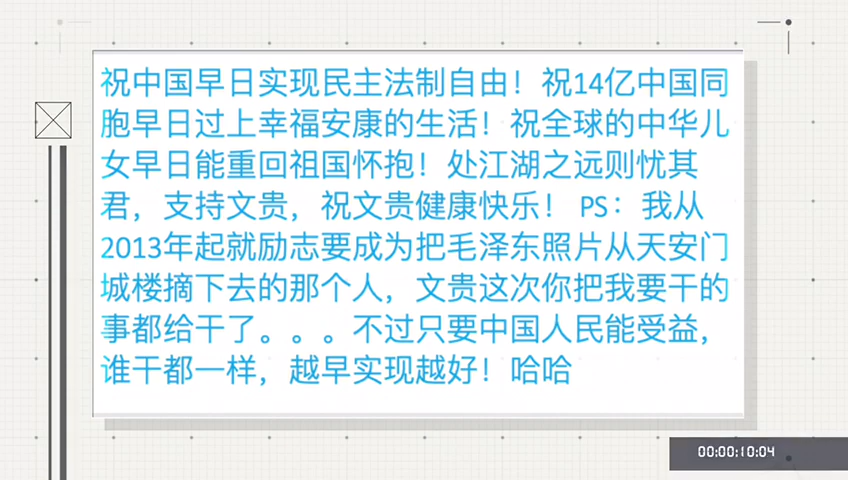 祝中国早日实现民主法制自由！祝14亿中国同
胞早日过上幸福安康的生活！祝全球的中华儿
女早日能重回祖国怀抱！处江湖之远则忧其
君，支持文贵，祝文贵健康快乐！ PS：我从
2013年起就励志要成为把毛泽东照片从天安门
城楼摘下去的那个人，文贵这次你把我要干的
事都给干了。。。不过只要中国人民能受益，
谁干都一样，越早实现越好！哈哈
00:00:10:04